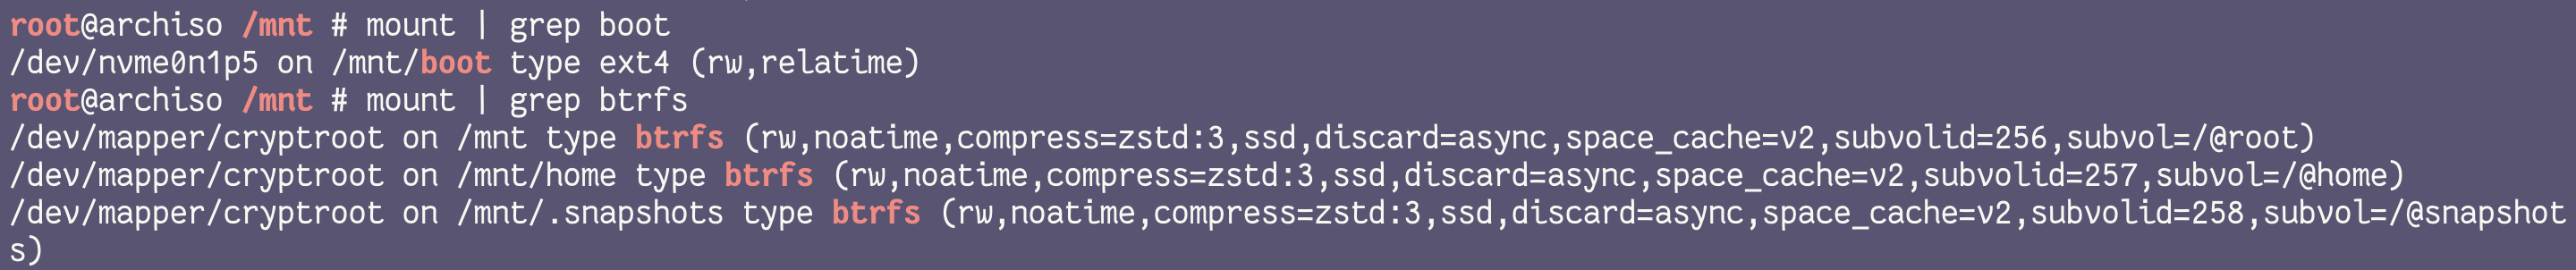 root@archiso /mnt # mount | grep boot
/dev/nvme0n1p5 on /mnt/boot type ext4 (rw,relatime)
root@archiso /mnt # mount | grep btrfs
/dev/mapper/cryptroot on /mnt type btrfs (rw,noatime,compress=zstd:3,ssd,discard=async,space_cache=v2,subvolid=256,subvol=/@root)
/dev/mapper/cryptroot on /mnt/home type btrfs (rw,noatime,compress=zstd:3,ssd,discard=async,space_cache=v2,subvolid=257,subvol=/@home)
/dev/mapper/cryptroot on /mnt/.snapshots type btrfs (rw,noatime,compress=zstd:3,ssd,discard=async,space_cache=v2,subvolid=258,subvol=/@snapshot
s)